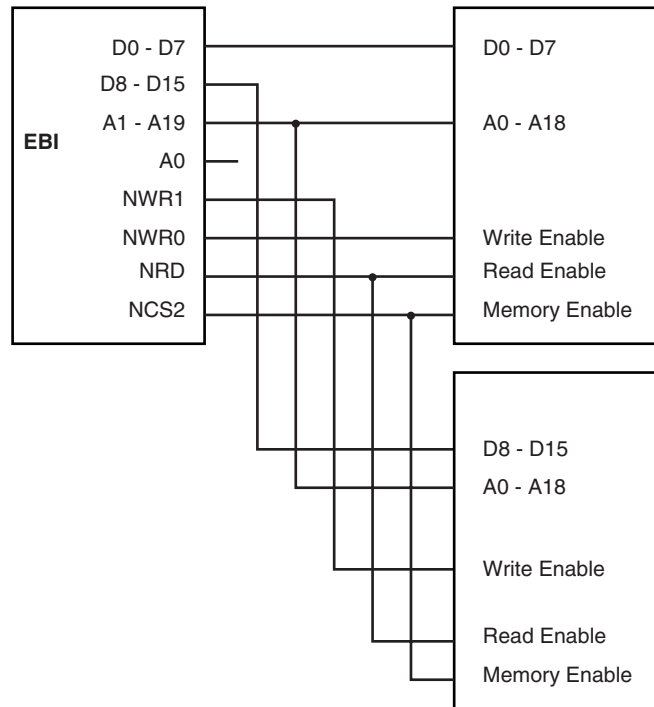 EBI
D0 - D7
D8 - D15
A1 - A19
A0
NWR1
NWR0
NRD
NCS2
D0 - D7
A0 - A18
Write Enable
Read Enable
Memory Enable
D8 - D15
A0 - A18
Write Enable
Read Enable
Memory Enable